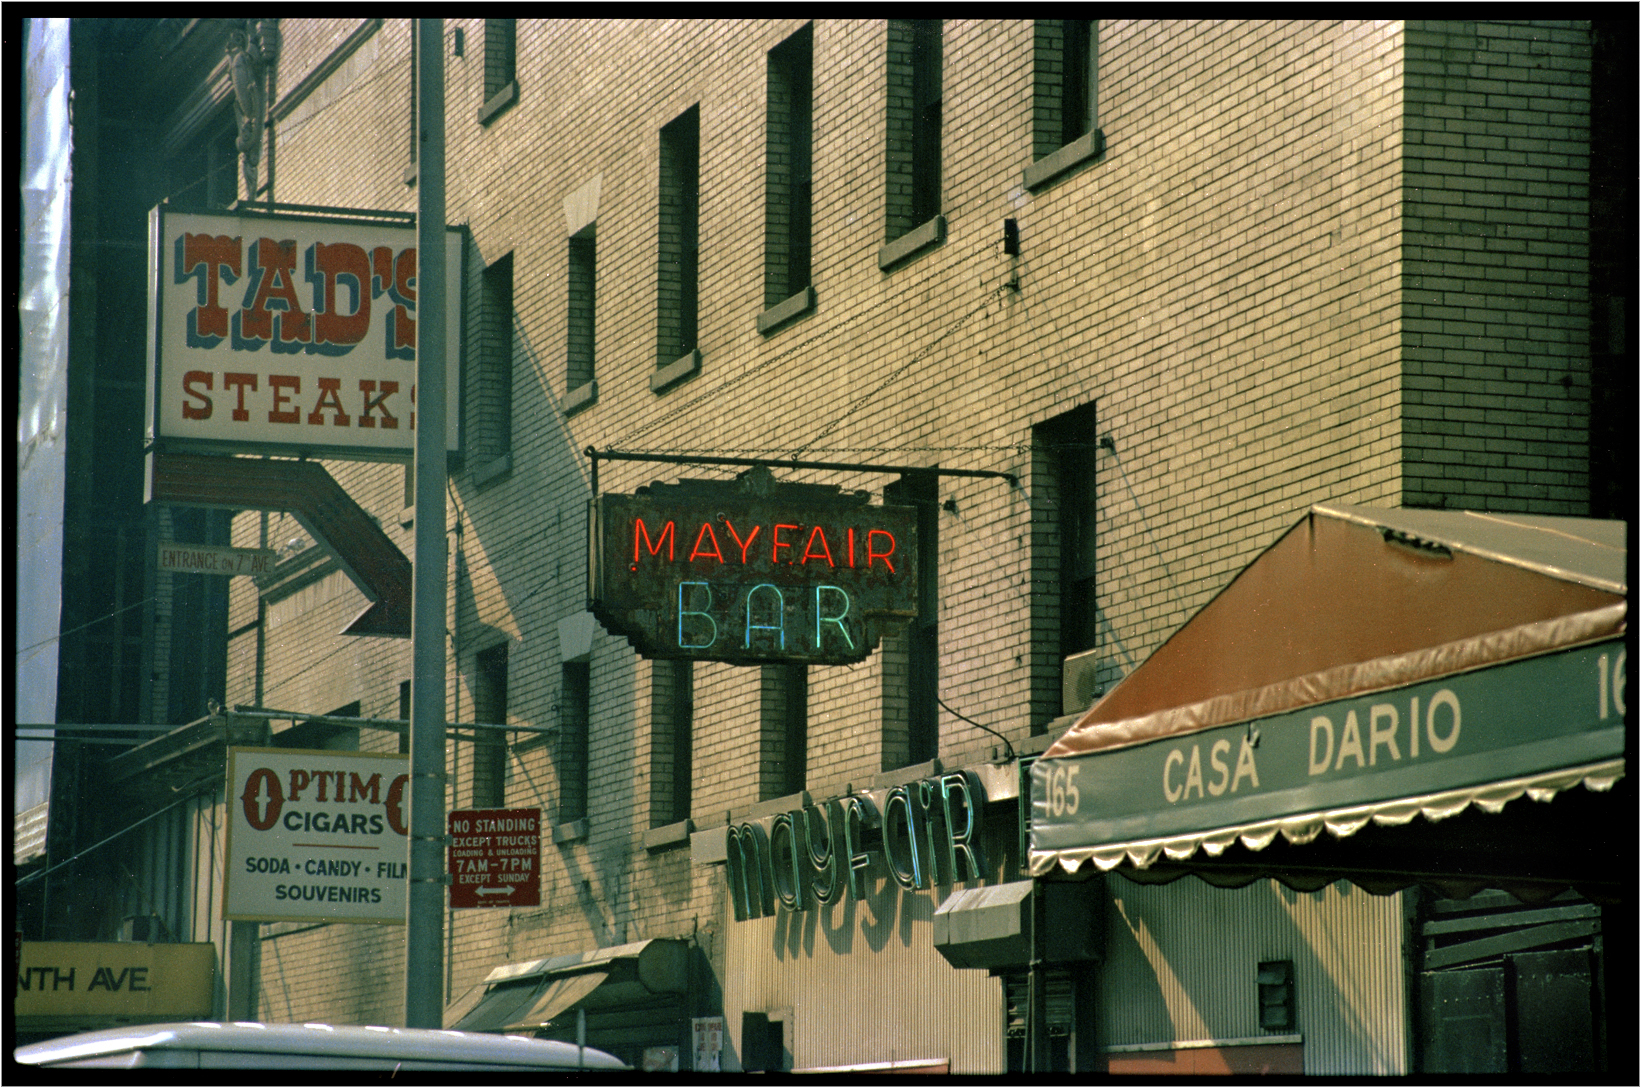 TAD'S
STEAKS
ENTRANCE ON 7TH AVE
MAYFAIR
BAR
OPTIMO
CIGARS
SODA • CANDY • FILM
SOUVENIRS
NO STANDING
EXCEPT TRUCKS
LOADING & UNLOADING
7AM-7PM
EXCEPT SUNDAY
mayfair
165 CASA DARIO 16
NTH AVE.